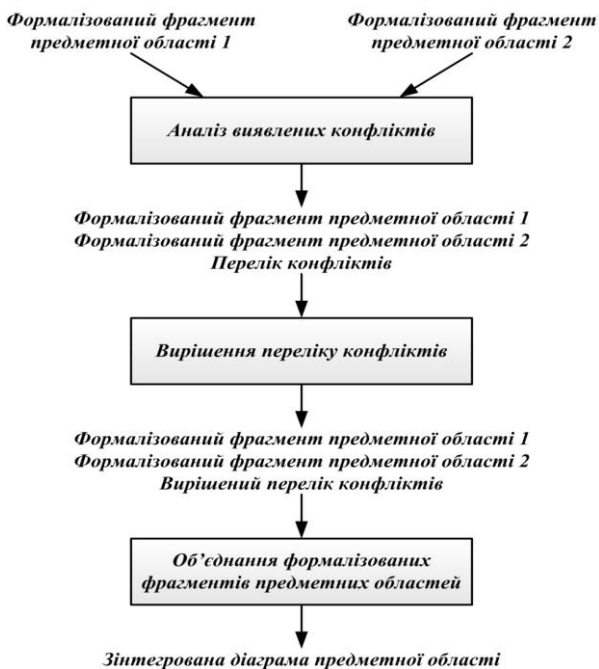 Формалізований фрагмент
предметної області 1
Формалізований фрагмент
предметної області 2
Аналіз виявлених конфліктів
Формалізований фрагмент предметної області 1
Формалізований фрагмент предметної області 2
Перелік конфліктів
Вирішення переліку конфліктів
Формалізований фрагмент предметної області 1
Формалізований фрагмент предметної області 2
Вирішений перелік конфліктів
Об’єднання формалізованих
фрагментів предметних областей
Зінтегрована діаграма предметної області